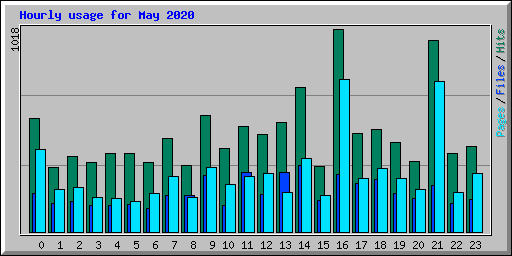 Hourly usage for May 2020
1018
Pages / Files / Hits
0 1 2 3 4 5 6 7 8 9 10 11 12 13 14 15 16 17 18 19 20 21 22 23